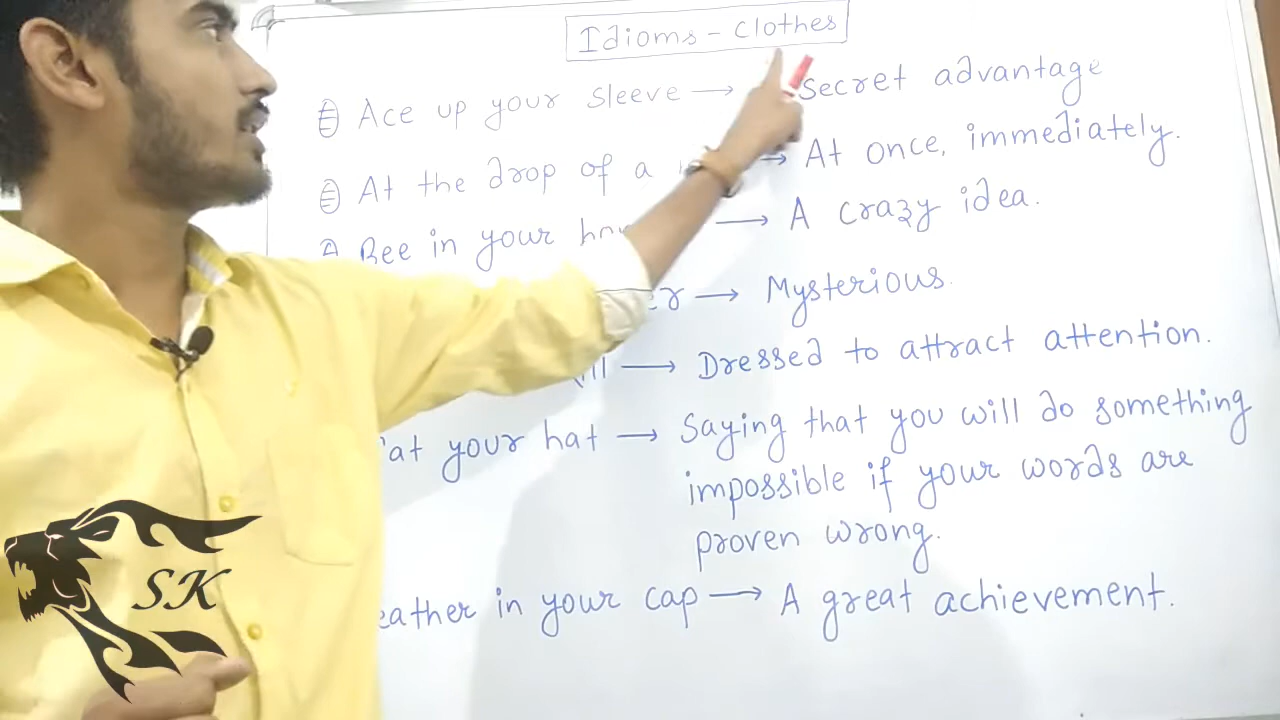 Idioms - clothes
Ace up your sleeve → secret advantage
At the drop of a → At once, immediately.
Bee in your → A crazy idea.
→ Mysterious.
→ Dressed to attract attention.
your hat → Saying that you will do something
impossible if your words are
proven wrong.
in your cap → A great achievement.
SK